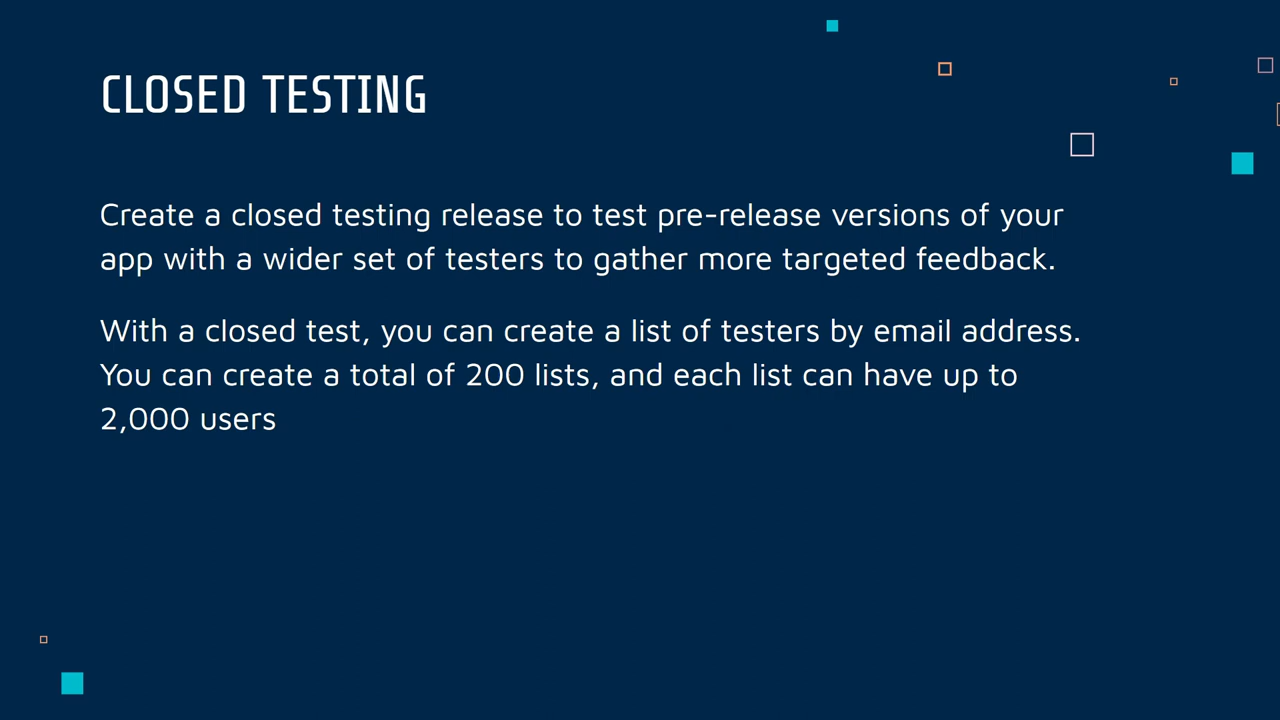 CLOSED TESTING
Create a closed testing release to test pre-release versions of your
app with a wider set of testers to gather more targeted feedback.
With a closed test, you can create a list of testers by email address.
You can create a total of 200 lists, and each list can have up to
2,000 users